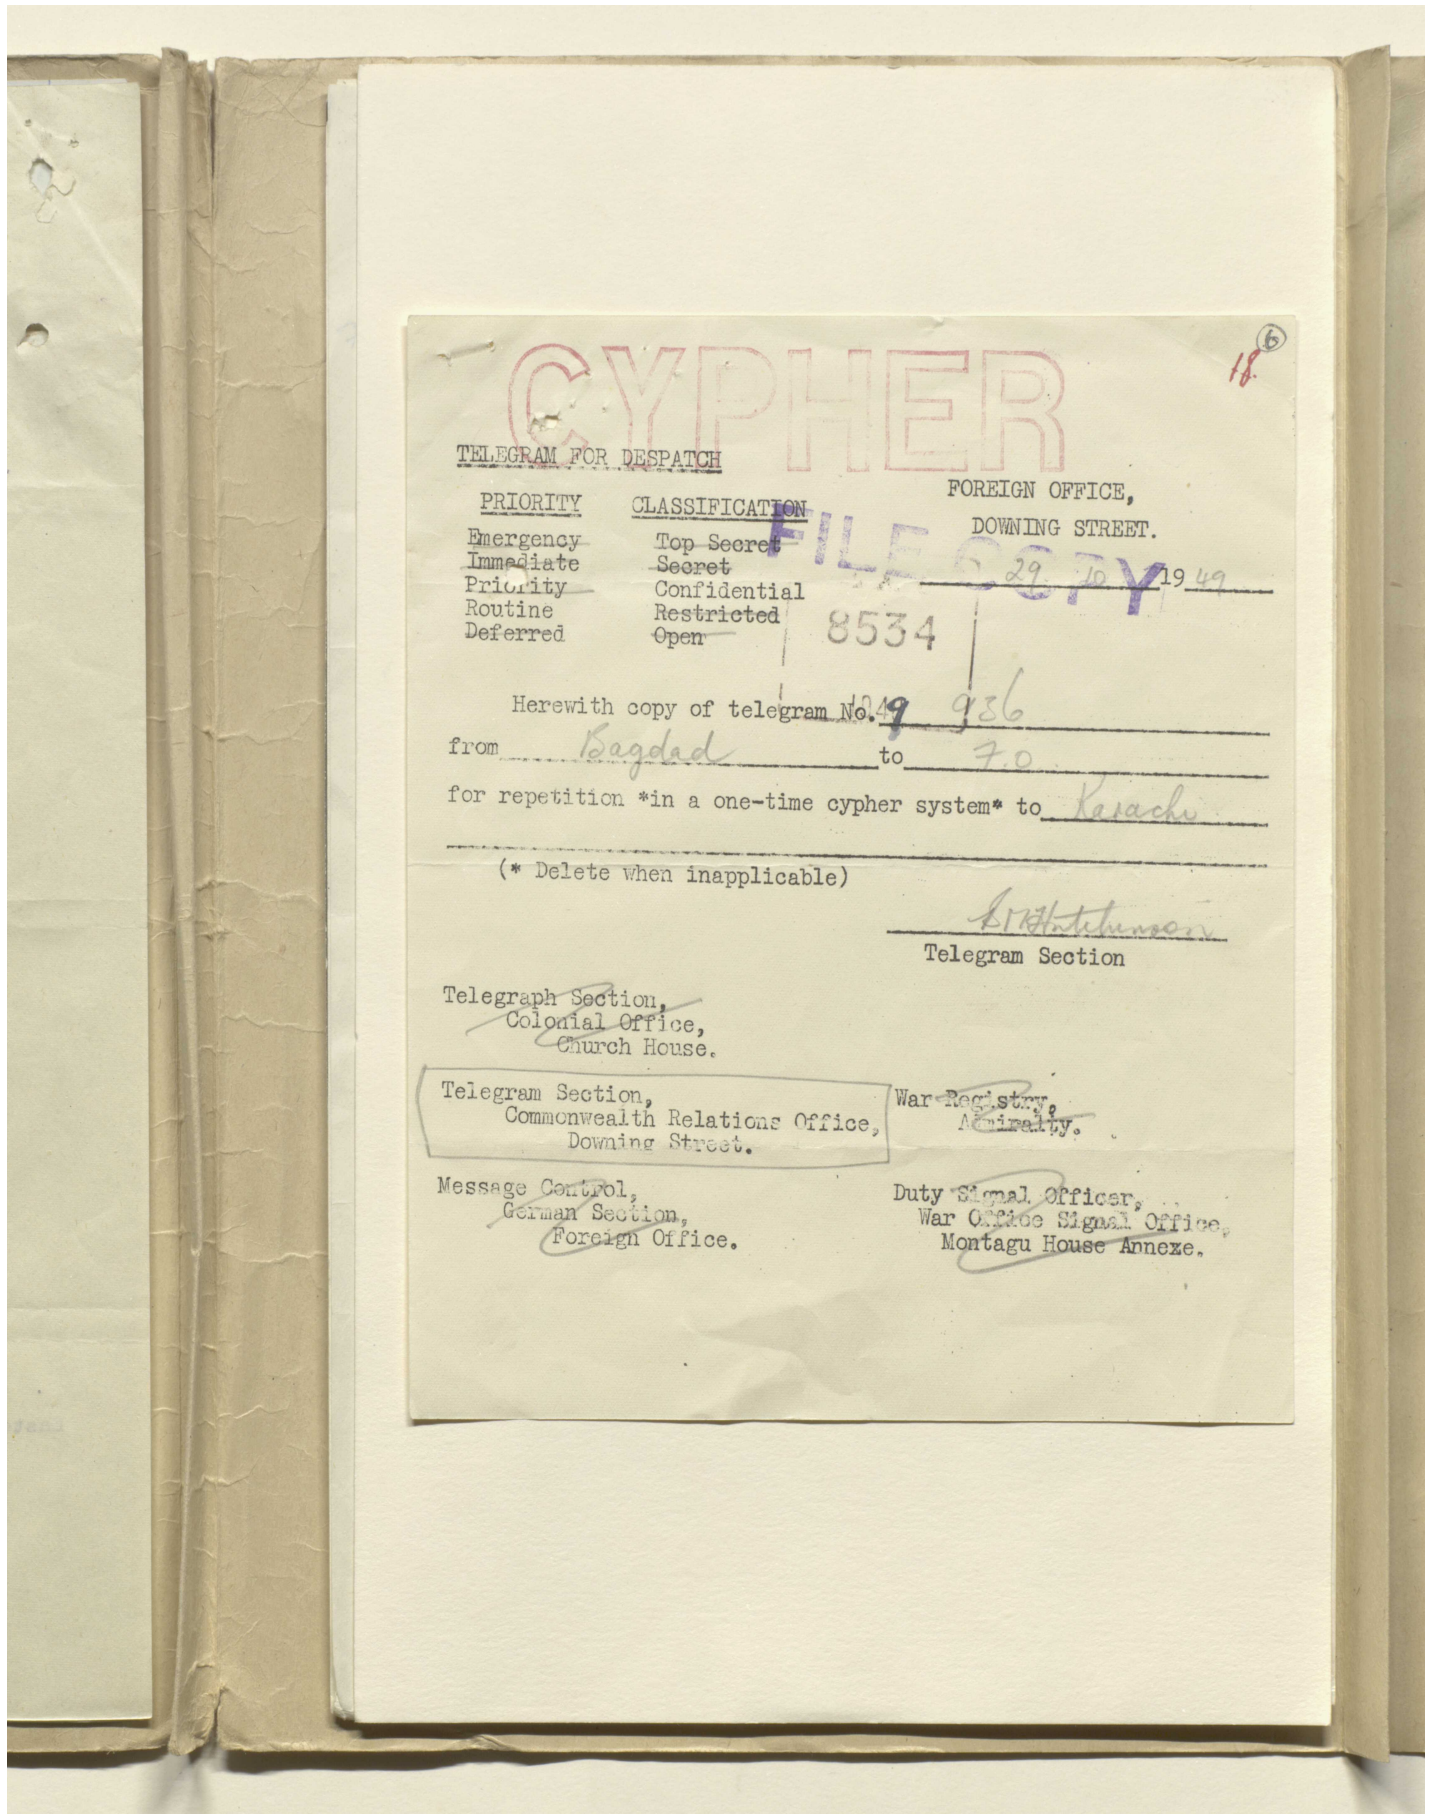 6
18.
CYPHER
TELEGRAM FOR DESPATCH
FOREIGN OFFICE,
DOWNING STREET.
PRIORITY CLASSIFICATION
FILE COPY
Emergency Top Secret
Immediate Secret
29 10 1949
Priority Confidential
Routine Restricted
Deferred Open
8534
Herewith copy of telegram No. 936
from Bagdad to F.O
for repetition *in a one-time cypher system* to Karachi
(* Delete when inapplicable)
Hutchinson
Telegram Section
Telegraph Section,
Colonial Office,
Church House.
Telegram Section,
Commonwealth Relations Office,
Downing Street.
War Registry,
Admiralty.
Message Control,
German Section,
Foreign Office.
Duty Signal Officer,
War Office Signal Office,
Montagu House Annexe.